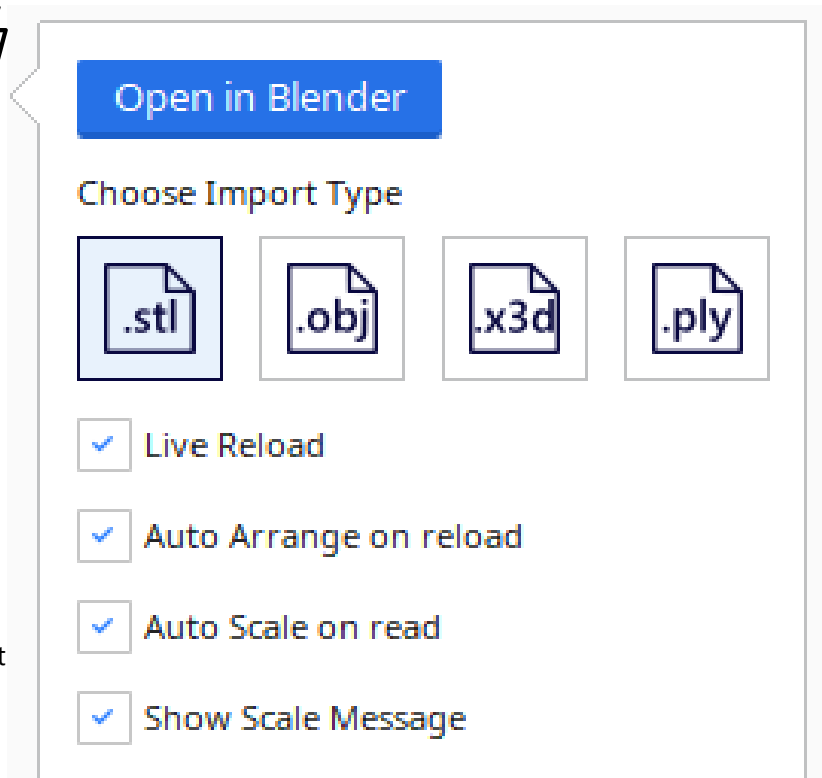 Open in Blender
Choose Import Type
.stl .obj .x3d .ply
Live Reload
Auto Arrange on reload
Auto Scale on read
t
Show Scale Message